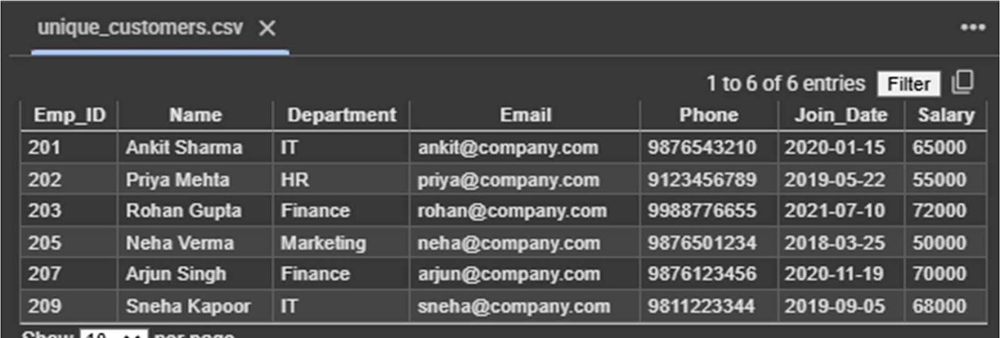 unique_customers.csv
1 to 6 of 6 entries Filter
Emp_ID Name Department Email Phone Join_Date Salary
201 Ankit Sharma IT ankit@company.com 9876543210 2020-01-15 65000
202 Priya Mehta HR priya@company.com 9123456789 2019-05-22 55000
203 Rohan Gupta Finance rohan@company.com 9988776655 2021-07-10 72000
205 Neha Verma Marketing neha@company.com 9876501234 2018-03-25 50000
207 Arjun Singh Finance arjun@company.com 9876123456 2020-11-19 70000
209 Sneha Kapoor IT sneha@company.com 9811223344 2019-09-05 68000
Show 10 per page